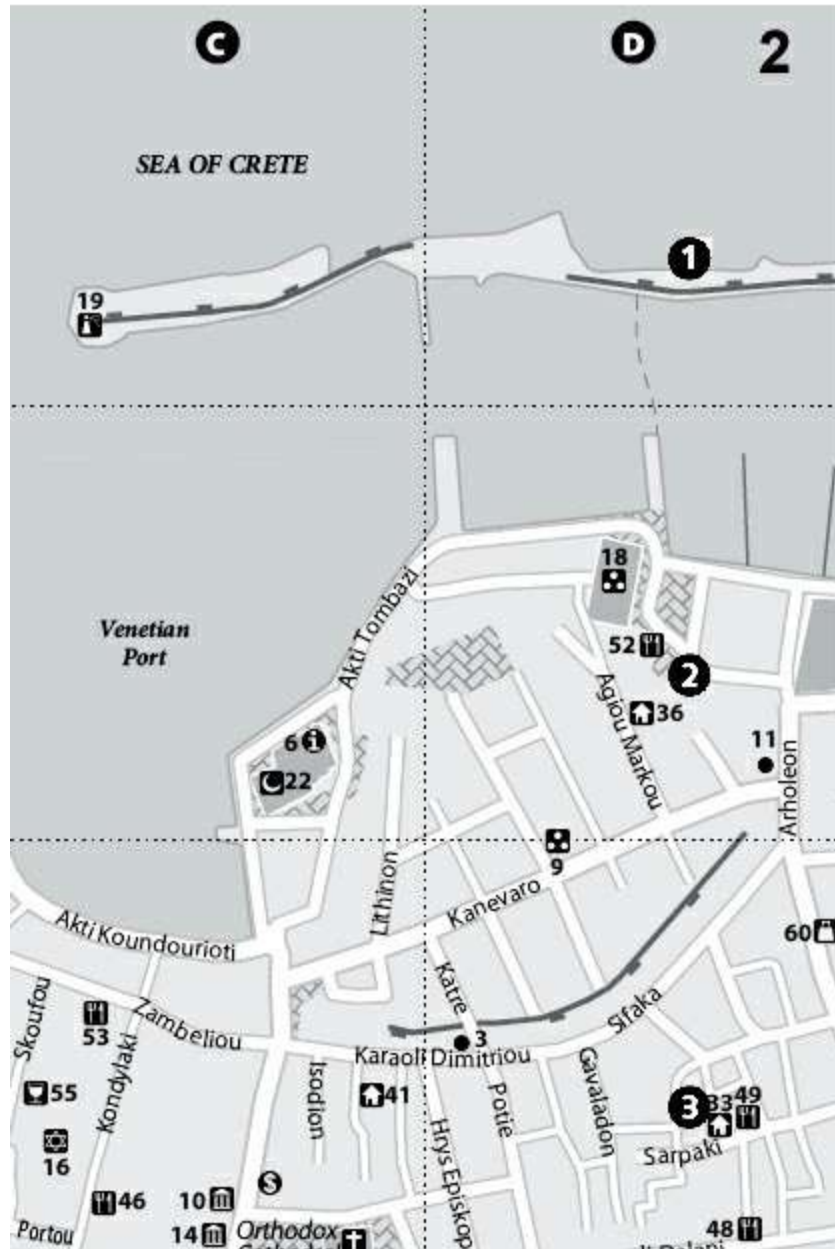 C
D
2
SEA OF CRETE
1
19
18
Venetian
Port
Akti Tombazi
52
2
Agiou Markou
36
6
22
11
Arholeon
9
Lithinon
Kanevaro
Akti Koundourioti
60
Katre
Skoufou
53
Zambeliou
Sifaka
3
Karaoli Dimitriou
Kondylaki
Isodion
41
Potie
Gavaladon
3
33
49
55
16
Sarpaki
Hrys Episkop
S
46
10
Portou
14
Orthodox
48